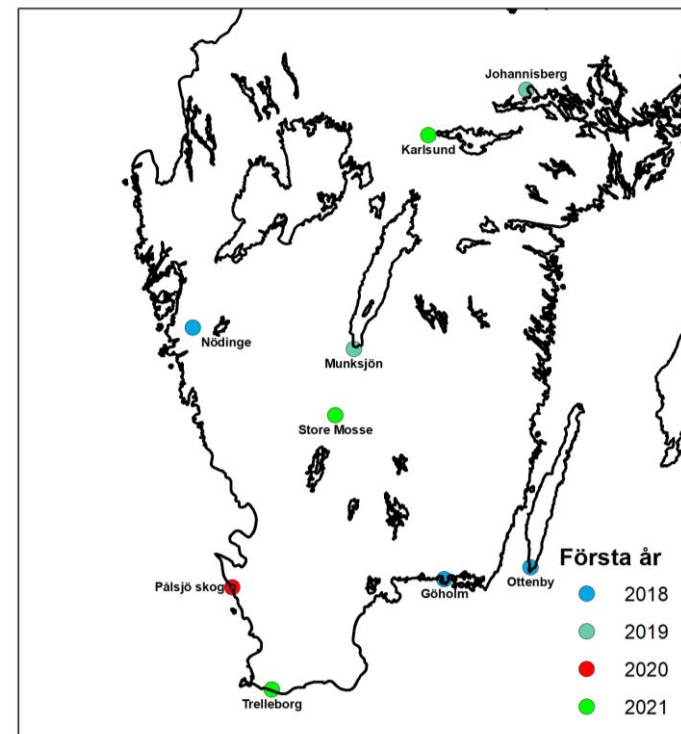 Johannisberg
Karlsund
Nödinge
Munksjön
Store Mosse
Första år
Ottenby
Göholm
Pålsjö skog
2018
2019
2020
Trelleborg
2021